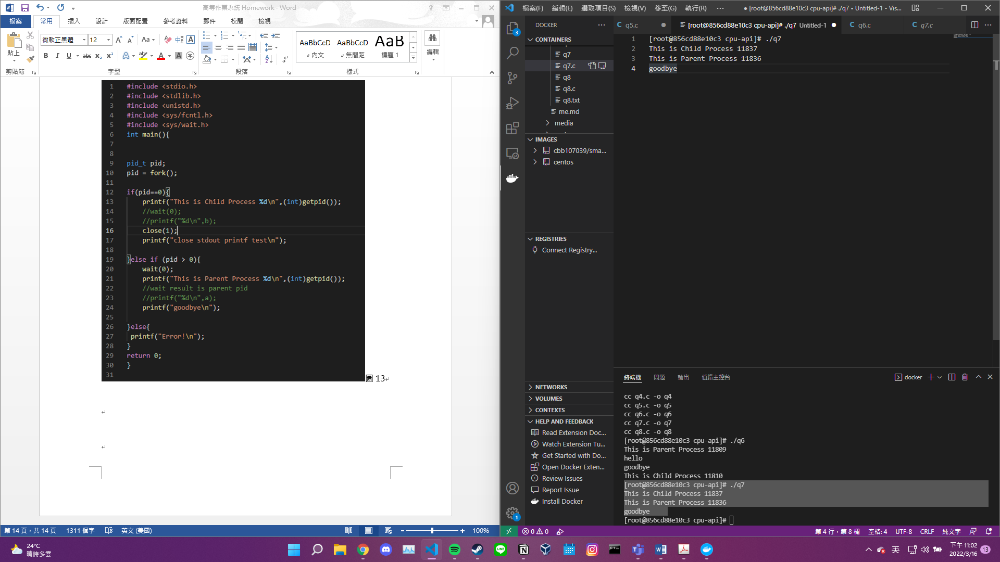 高等作業系統 Homework - Word
檔案 常用 插入 設計 版面配置 參考資料 郵件 校閱 檢視
貼上
微軟正黑體 12
AaBbCcD AaBbCcD AaB
內文 無間距 標題 1
編輯
剪貼簿 字型 段落 樣式
1 #include <stdio.h>
2 #include <stdlib.h>
3 #include <unistd.h>
4 #include <sys/fcntl.h>
5 #include <sys/wait.h>
6 int main(){
7
8
9 pid_t pid;
10 pid = fork();
11
12 if(pid==0){
13 printf("This is Child Process %d\n",(int)getpid());
14 //wait(0);
15 //printf("%d\n",b);
16 close(1);
17 printf("close stdout printf test\n");
18
19 }else if (pid > 0){
20 wait(0);
21 printf("This is Parent Process %d\n",(int)getpid());
22 //wait result is parent pid
23 //printf("%d\n",a);
24 printf("goodbye\n");
25
26 }else{
27 printf("Error!\n");
28 }
29 return 0;
30 }
31
圖 13
第 14 頁，共 14 頁 1311 個字 英文 (美國) 100%
檔案(F) 編輯(E) 選取項目(S) 檢視(V) 移至(G) 執行(R) ··· ● [root@856cd88e10c3 cpu-api]# ./q7 • Untitled-1 - Vis...
DOCKER
CONTAINERS
q7
q7.c
q8
q8.c
q8.txt
me.md
media
IMAGES
cbb107039/sma...
centos
REGISTRIES
Connect Registry...
NETWORKS
VOLUMES
CONTEXTS
HELP AND FEEDBACK
Read Extension Doc...
Watch Extension Tu...
Get Started with Do...
Open Docker Exten...
Review Issues
Report Issue
Install Docker
q5.c [root@856cd88e10c3 cpu-api]# ./q7 Untitled-1 q6.c q7.c
1 [root@856cd88e10c3 cpu-api]# ./q7
2 This is Child Process 11837
3 This is Parent Process 11836
4 goodbye
終端機 問題 輸出 偵錯主控台 docker
cc q4.c -o q4
cc q5.c -o q5
cc q6.c -o q6
cc q7.c -o q7
cc q8.c -o q8
[root@856cd88e10c3 cpu-api]# ./q6
This is Parent Process 11809
hello
goodbye
This is Child Process 11810
[root@856cd88e10c3 cpu-api]# ./q7
This is Child Process 11837
This is Parent Process 11836
goodbye
[root@856cd88e10c3 cpu-api]#
0 0 第 4 行，第 8 欄 空格: 4 UTF-8 CRLF 純文字
24°C
晴時多雲
英
下午 11:02
2022/3/16
13